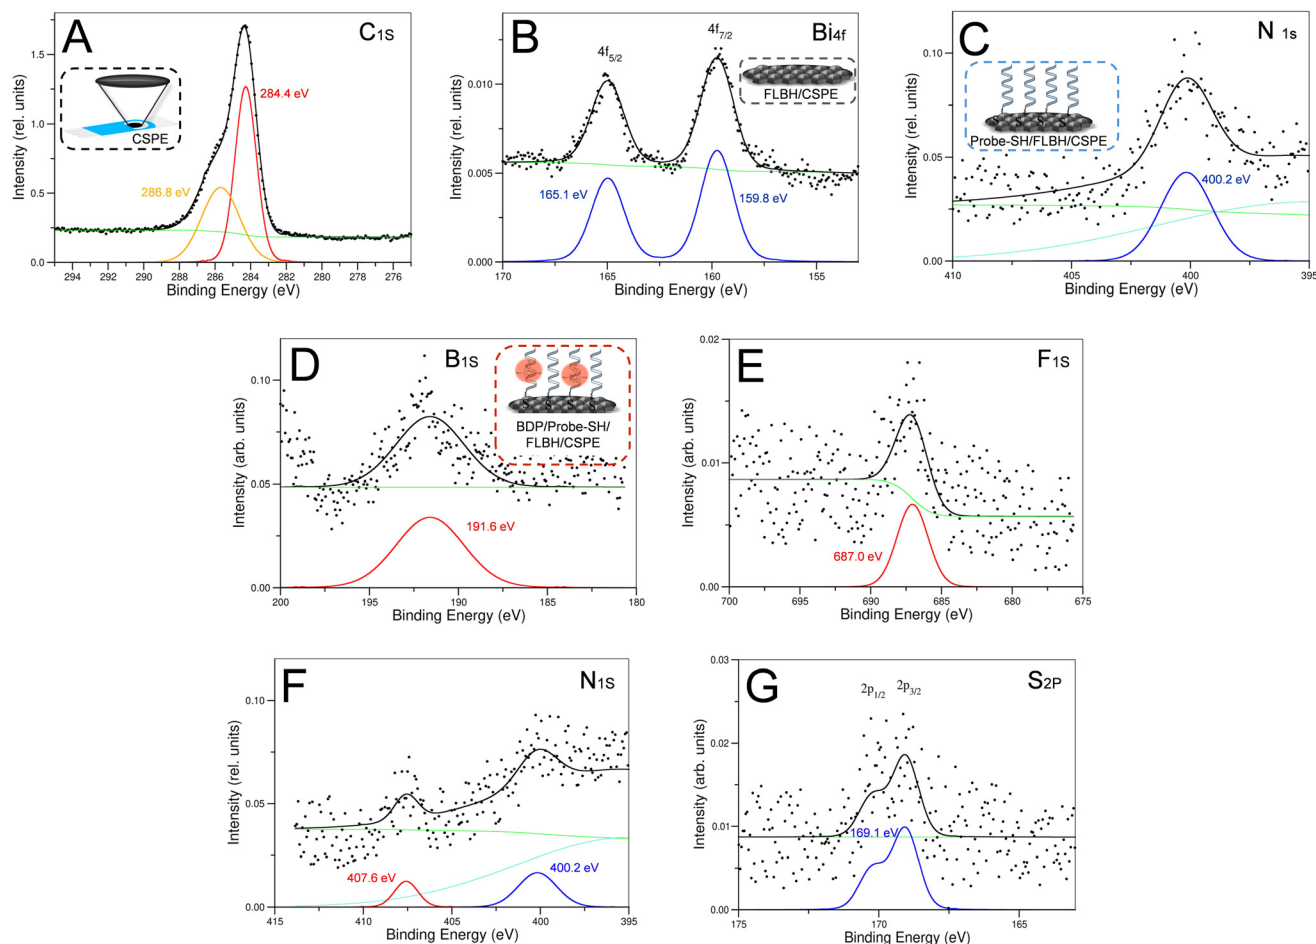 A
C1S
Intensity (rel. units)
1.5
1.0
0.5
0.0
CSPE
284.4 eV
286.8 eV
294 292 290 288 286 284 282 280 278 276
Binding Energy (eV)
B
Bi4f
4f5/2
4f7/2
FLBH/CSPE
Intensity (rel. units)
0.010
0.005
0.000
165.1 eV
159.8 eV
170 165 160 155
Binding Energy (eV)
C
N 1s
Intensity (rel. units)
0.10
0.05
0.00
S S S S
Probe-SH/FLBH/CSPE
400.2 eV
410 405 400 395
Binding Energy (eV)
D
B1S
Intensity (arb. units)
0.10
0.05
0.00
S S S S
BDP/Probe-SH/
FLBH/CSPE
191.6 eV
200 195 190 185 180
Binding Energy (eV)
E
F1S
Intensity (arb. units)
0.02
0.01
0.00
687.0 eV
700 695 690 685 680 675
Binding Energy (eV)
F
N1S
Intensity (rel. units)
0.10
0.05
0.00
407.6 eV
400.2 eV
415 410 405 400 395
Binding Energy (eV)
G
S2P
2p1/2
2p3/2
Intensity (arb. units)
0.03
0.02
0.01
0.00
169.1 eV
175 170 165
Binding Energy (eV)